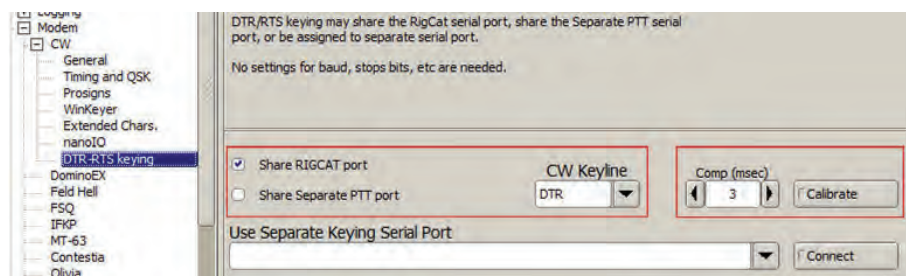 Logging
Modem
CW
General
Timing and QSK
Prosigns
WinKeyer
Extended Chars.
nanoIO
DTR-RTS keying
DominoEX
Feld Hell
FSQ
IFKP
MT-63
Contestia
Olivia
DTR/RTS keying may share the RigCat serial port, share the Separate PTT serial
port, or be assigned to separate serial port.
No settings for baud, stops bits, etc are needed.
Share RIGCAT port
Share Separate PTT port
CW Keyline
DTR
Comp (msec)
3
Calibrate
Use Separate Keying Serial Port
Connect